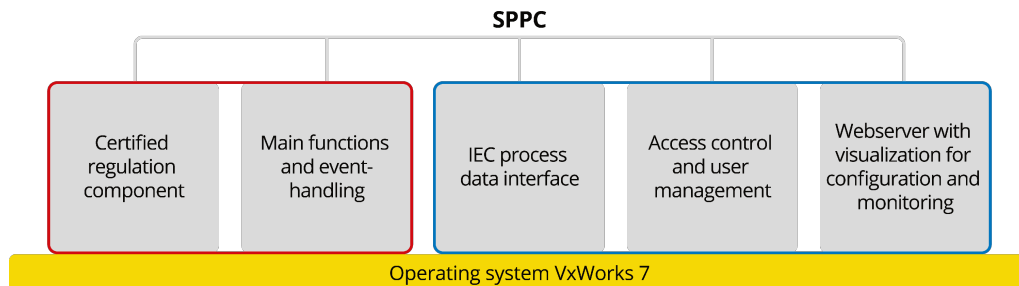 SPPC
Certified
regulation
component
Main functions
and event-
handling
IEC process
data interface
Access control
and user
management
Webserver with
visualization for
configuration and
monitoring
Operating system VxWorks 7